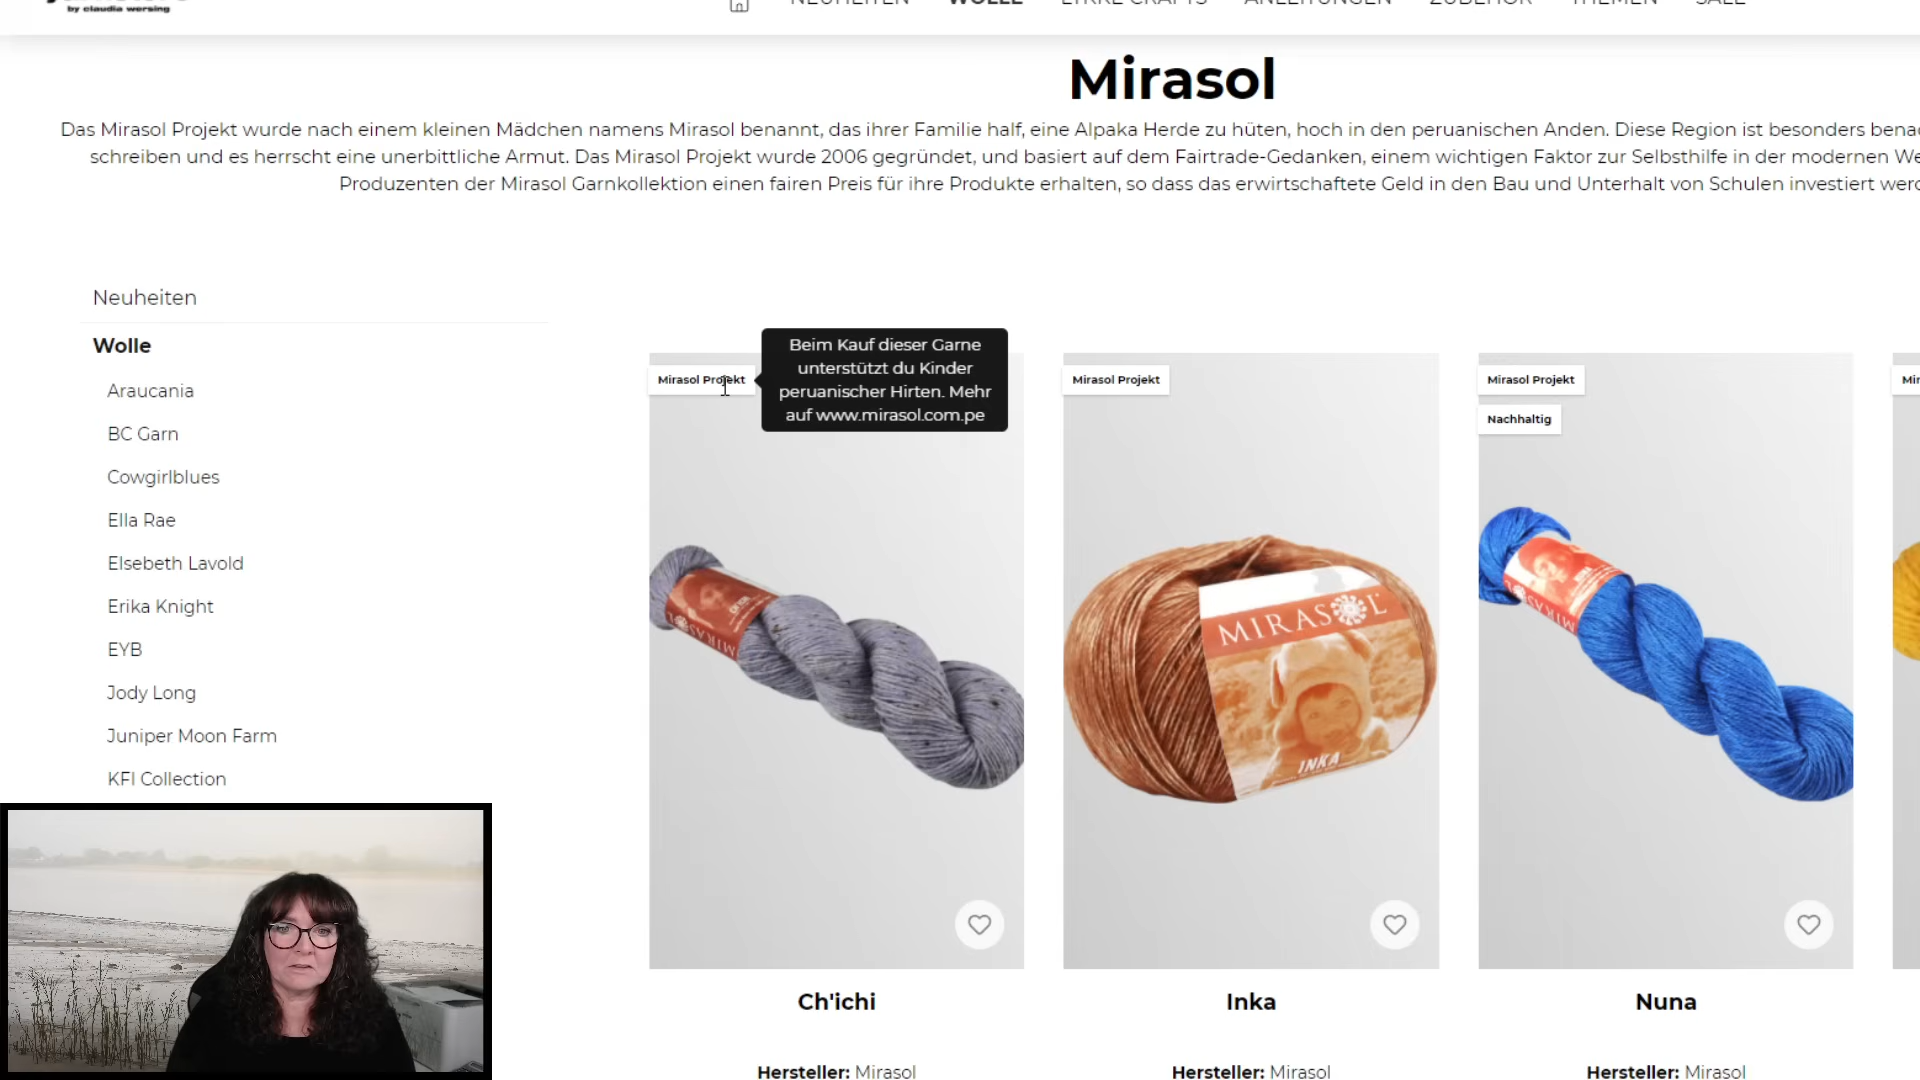 by claudia wersing
NEUHEITEN WOLLE LYKKE CRAFTS ANLEITUNGEN ZUBEHÖR THEMEN SALE
Mirasol
Das Mirasol Projekt wurde nach einem kleinen Mädchen namens Mirasol benannt, das ihrer Familie half, eine Alpaka Herde zu hüten, hoch in den peruanischen Anden. Diese Region ist besonders
schreiben und es herrscht eine unerbittliche Armut. Das Mirasol Projekt wurde 2006 gegründet, und basiert auf dem Fairtrade-Gedanken, einem wichtigen Faktor zur Selbsthilfe in der modernen
Produzenten der Mirasol Garnkollektion einen fairen Preis für ihre Produkte erhalten, so dass das erwirtschaftete Geld in den Bau und Unterhalt von Schulen investiert
Neuheiten
Wolle
Araucania
BC Garn
Cowgirlblues
Ella Rae
Elsebeth Lavold
Erika Knight
EYB
Jody Long
Juniper Moon Farm
KFI Collection
Mirasol Projekt
Beim Kauf dieser Garne
unterstützt du Kinder
peruanischer Hirten. Mehr
auf www.mirasol.com.pe
MIRASOL
Ch'ichi
Hersteller: Mirasol
Mirasol Projekt
MIRASOL
INKA
Inka
Hersteller: Mirasol
Mirasol Projekt
Nachhaltig
NUNA
Nuna
Hersteller: Mirasol